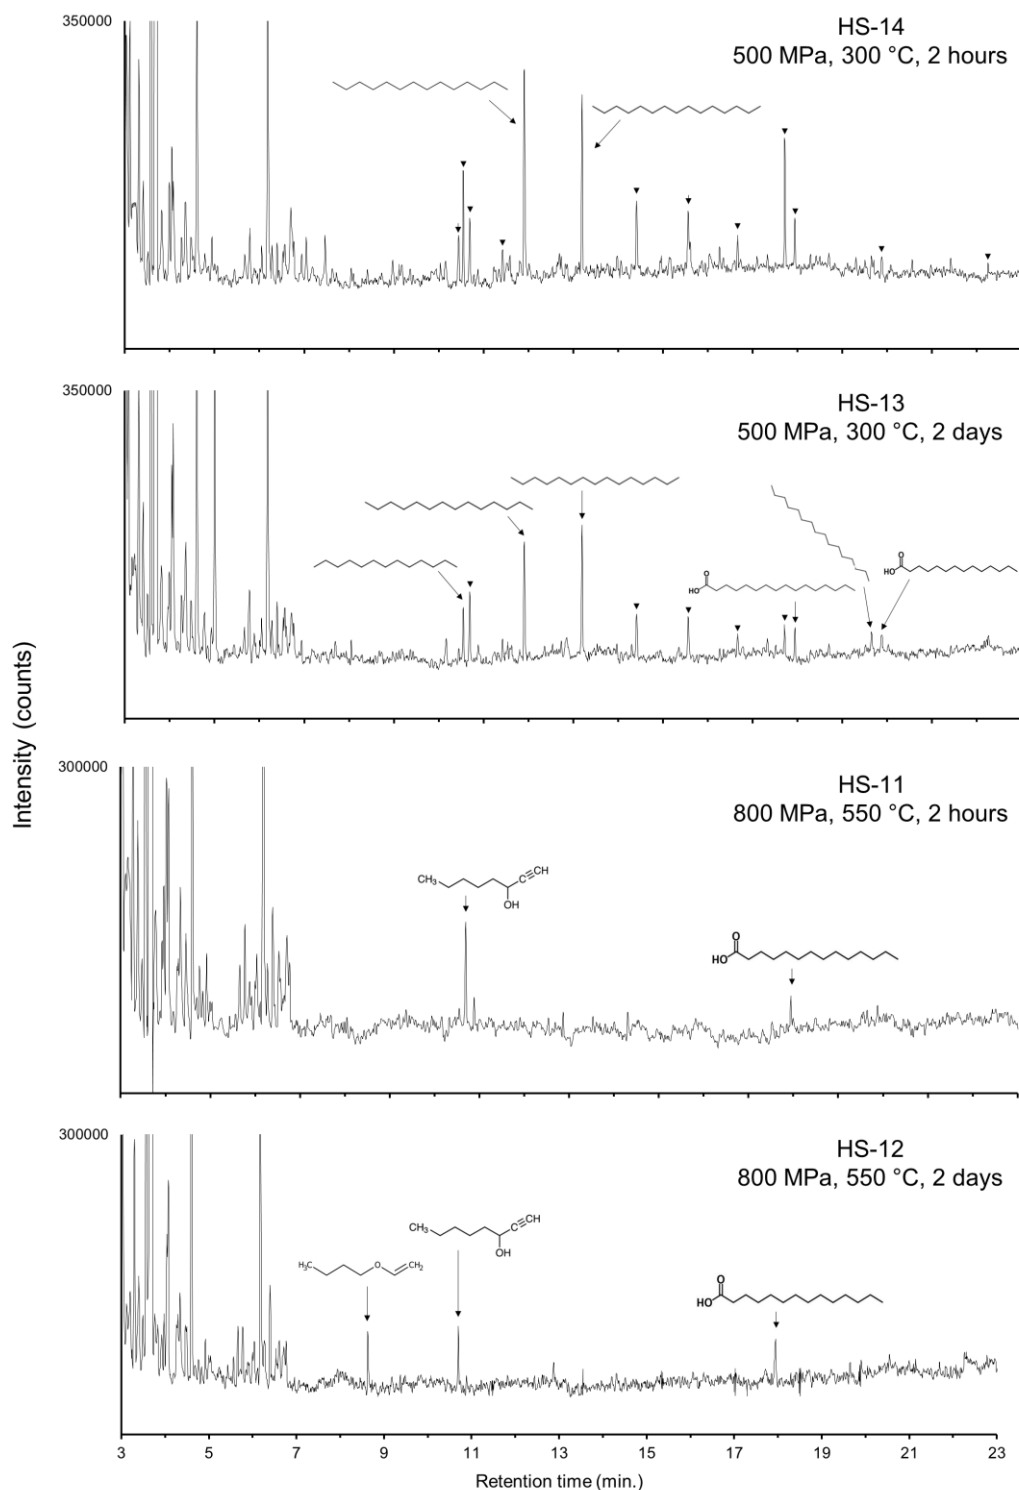 350000
HS-14
500 MPa, 300 °C, 2 hours
350000
HS-13
500 MPa, 300 °C, 2 days
O
HO
O
HO
Intensity (counts)
300000
HS-11
800 MPa, 550 °C, 2 hours
CH₃
CH
OH
O
HO
300000
HS-12
800 MPa, 550 °C, 2 days
CH₃
CH
OH
H₃C
O
CH₂
O
HO
3 5 7 9 11 13 15 17 19 21 23
Retention time (min.)